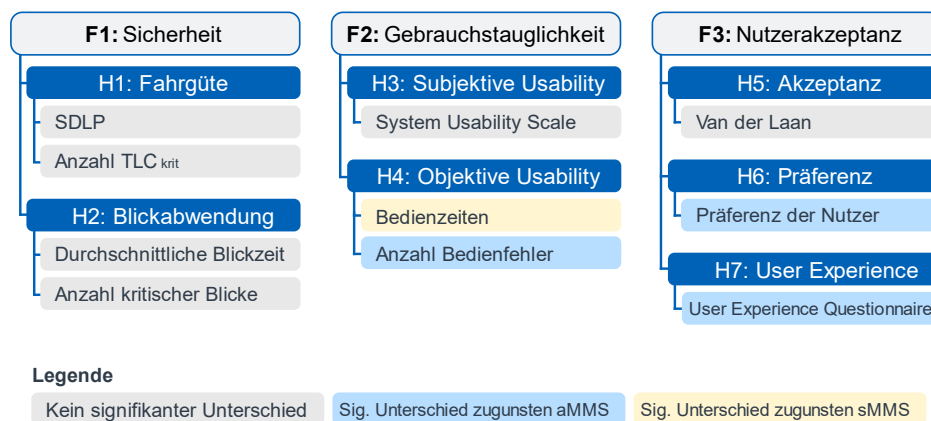 F1: Sicherheit
H1: Fahrgüte
SDLP
Anzahl TLC krit
H2: Blickabwendung
Durchschnittliche Blickzeit
Anzahl kritischer Blicke
F2: Gebrauchstauglichkeit
H3: Subjektive Usability
System Usability Scale
H4: Objektive Usability
Bedienzeiten
Anzahl Bedienfehler
F3: Nutzerakzeptanz
H5: Akzeptanz
Van der Laan
H6: Präferenz
Präferenz der Nutzer
H7: User Experience
User Experience Questionnaire
Legende
Kein signifikanter Unterschied
Sig. Unterschied zugunsten aMMS
Sig. Unterschied zugunsten sMMS